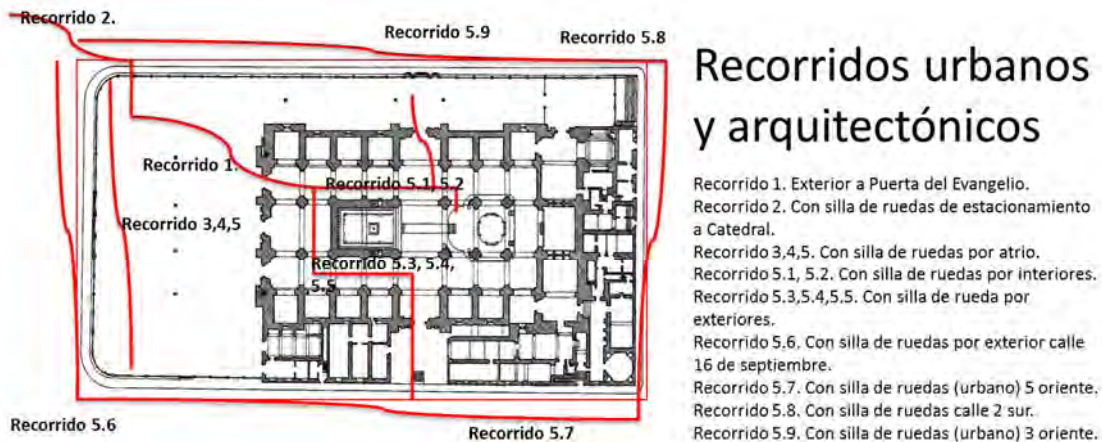 Recorrido 2.
Recorrido 5.9
Recorrido 5.8
Recorrido 1.
Recorrido 5.1, 5.2
Recorrido 3,4,5
Recorrido 5.3, 5.4,
5.5
Recorrido 5.6
Recorrido 5.7
Recorridos urbanos
y arquitectónicos
Recorrido 1. Exterior a Puerta del Evangelio.
Recorrido 2. Con silla de ruedas de estacionamiento
a Catedral.
Recorrido 3,4,5. Con silla de ruedas por atrio.
Recorrido 5.1, 5.2. Con silla de ruedas por interiores.
Recorrido 5.3,5.4,5.5. Con silla de rueda por
exteriores.
Recorrido 5,6. Con silla de ruedas por exterior calle
16 de septiembre.
Recorrido 5.7. Con silla de ruedas (urbano) 5 oriente.
Recorrido 5.8. Con silla de ruedas calle 2 sur.
Recorrido 5.9. Con silla de ruedas (urbano) 3 oriente.